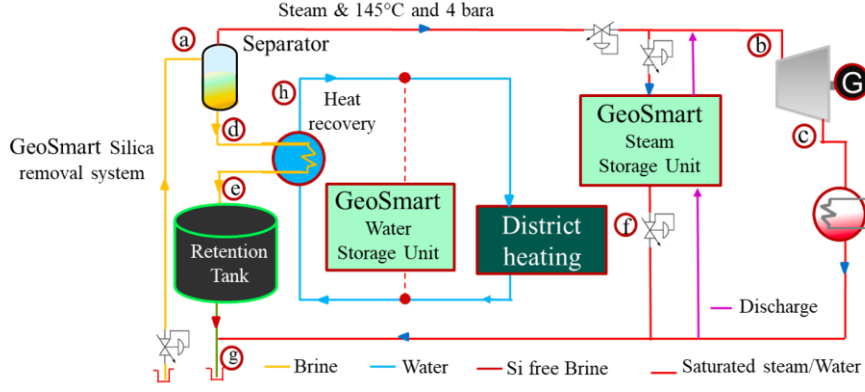 Steam & 145°C and 4 bara
a
Separator
b
G
h
Heat
recovery
GeoSmart
Steam
Storage Unit
c
d
GeoSmart Silica
removal system
e
GeoSmart
Water
Storage Unit
District
heating
f
Retention
Tank
Discharge
g
Brine
Water
Si free Brine
Saturated steam/Water